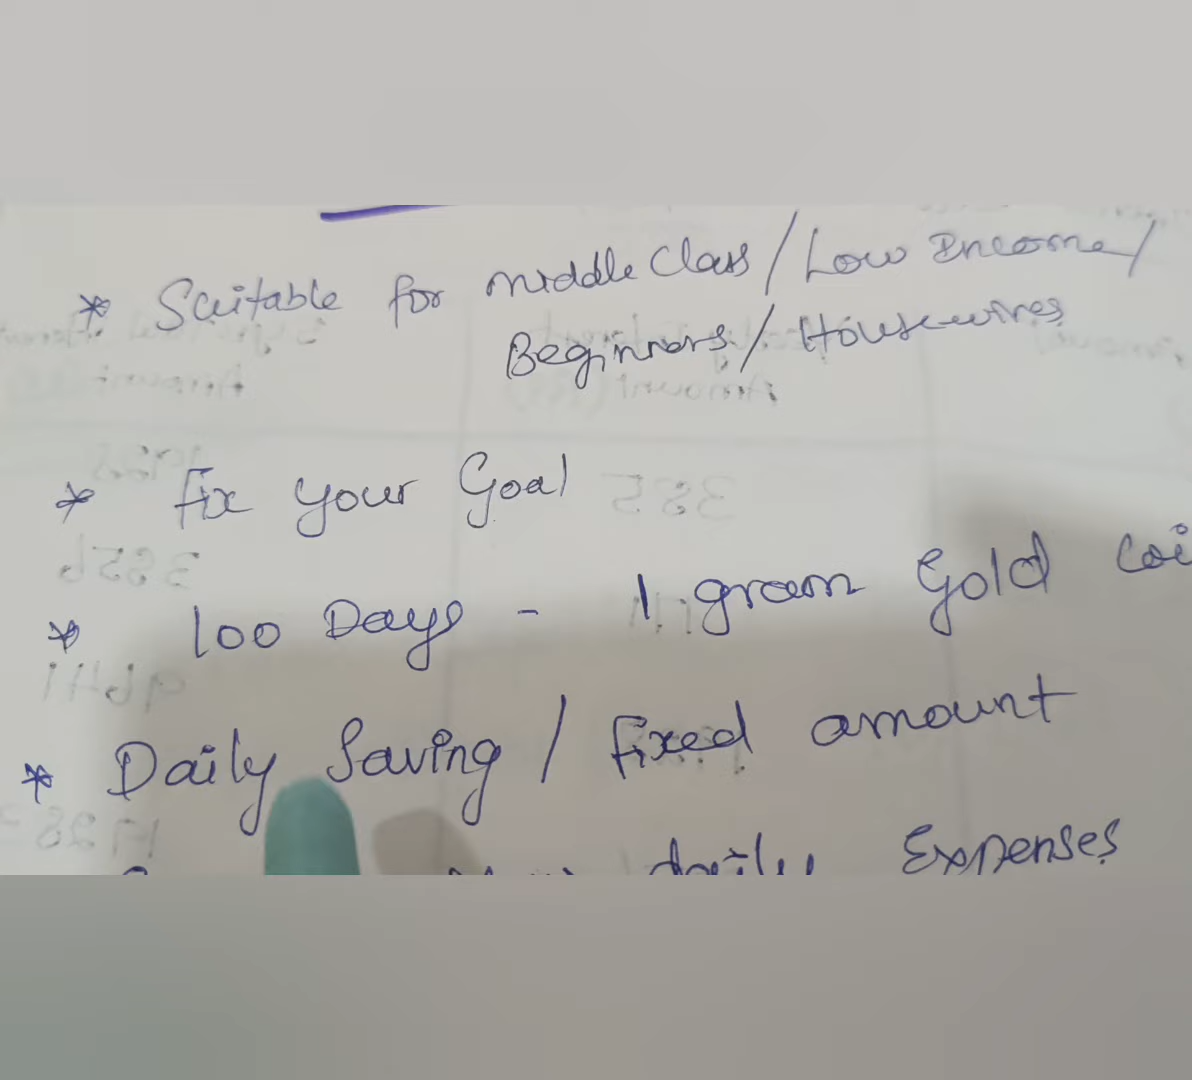 * Suitable for middle Class / Low Income /
Beginners / Housewives
* Fix your Goal
* 100 Days - 1 gram Gold Coi
* Daily Saving / fixed amount
daily Expenses